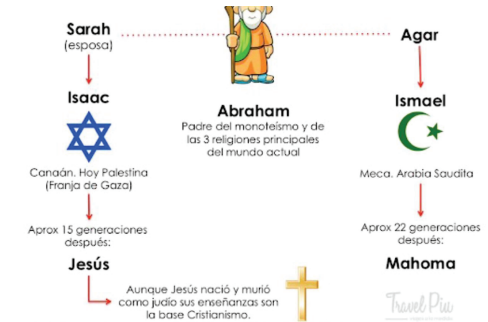 Sarah
(esposa)
Agar
Isaac
Abraham
Padre del monoteísmo y de
las 3 religiones principales
del mundo actual
Ismael
Canaán. Hoy Palestina
(Franja de Gaza)
Meca. Arabia Saudita
Aprox 15 generaciones
después:
Aprox 22 generaciones
después:
Jesús
Mahoma
Aunque Jesús nació y murió
como judío sus enseñanzas son
la base Cristianismo.
Travel Piu